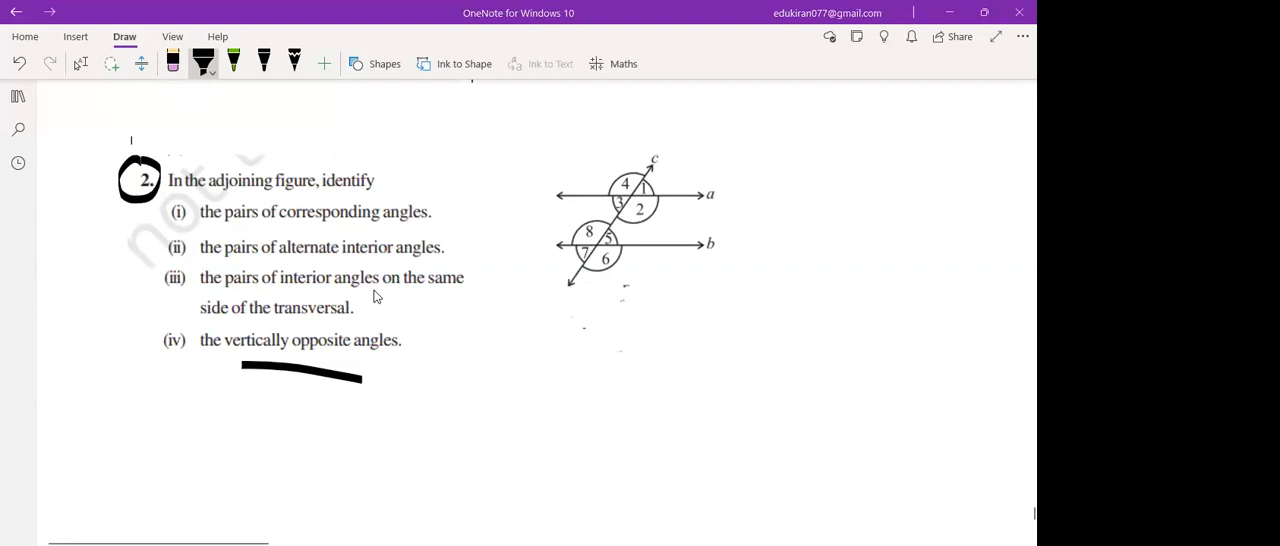 OneNote for Windows 10
edukiran077@gmail.com
Home Insert Draw View Help
Share
Shapes Ink to Shape Ink to Text Maths
not
2. In the adjoining figure, identify
(i) the pairs of corresponding angles.
(ii) the pairs of alternate interior angles.
(iii) the pairs of interior angles on the same
side of the transversal.
(iv) the vertically opposite angles.
c
4 1
a
3 2
8 5
b
7 6